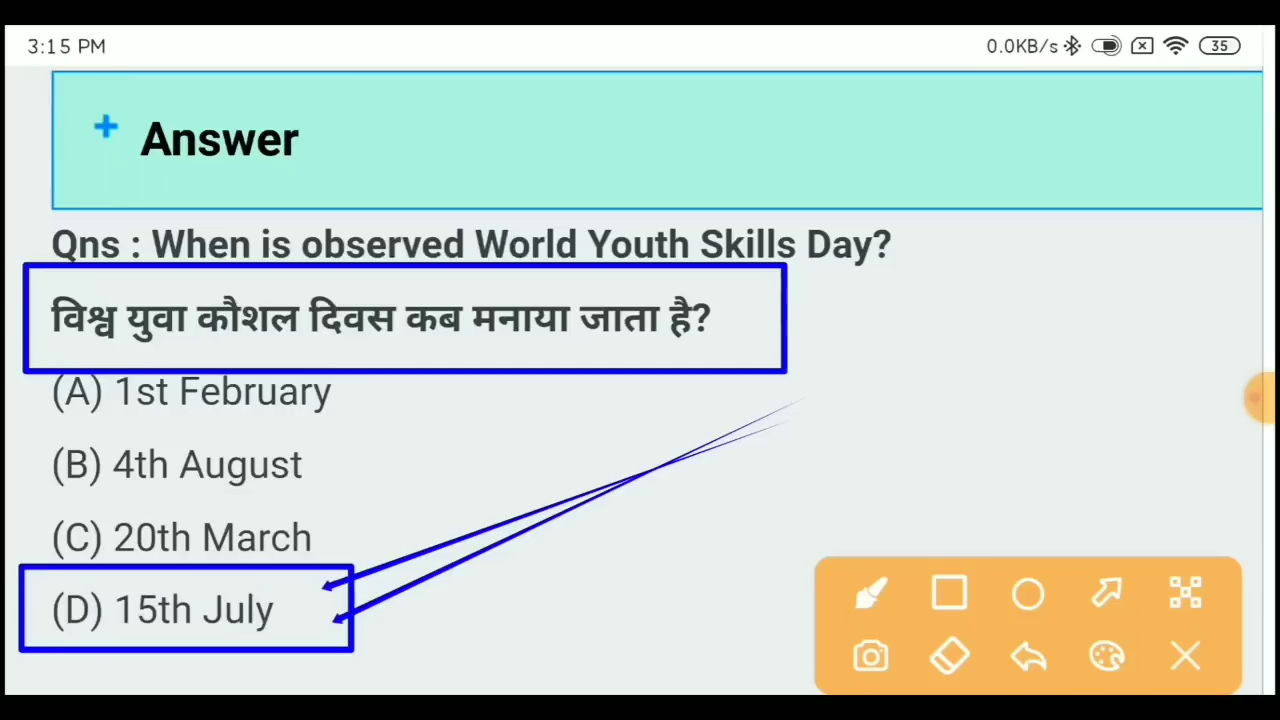 3:15 PM 0.0KB/s 35
Answer
Qns : When is observed World Youth Skills Day?
विश्व युवा कौशल दिवस कब मनाया जाता है?
(A) 1st February
(B) 4th August
(C) 20th March
(D) 15th July